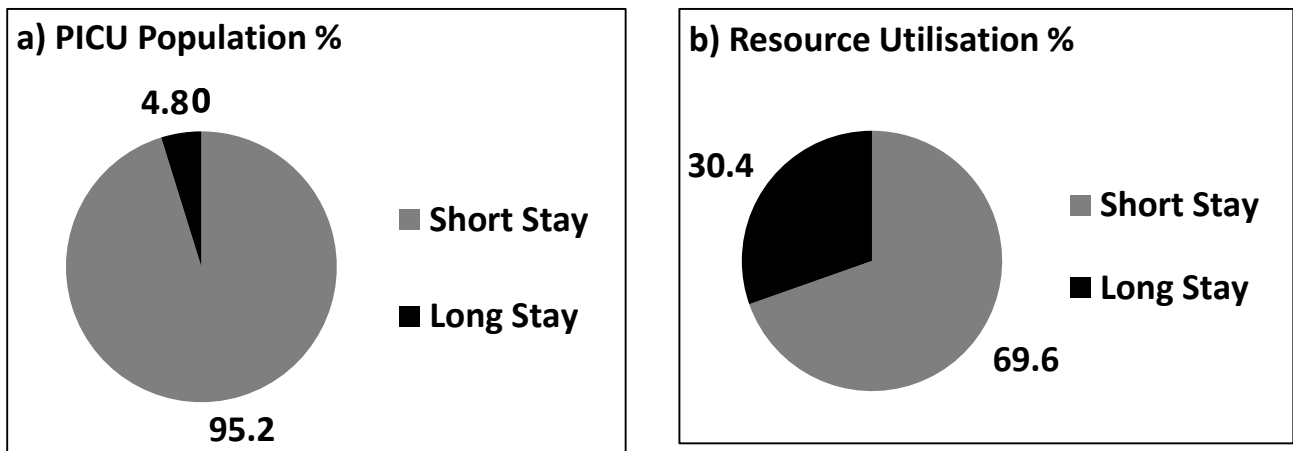 a) PICU Population %
4.80
Short Stay
Long Stay
95.2
b) Resource Utilisation %
30.4
Short Stay
Long Stay
69.6